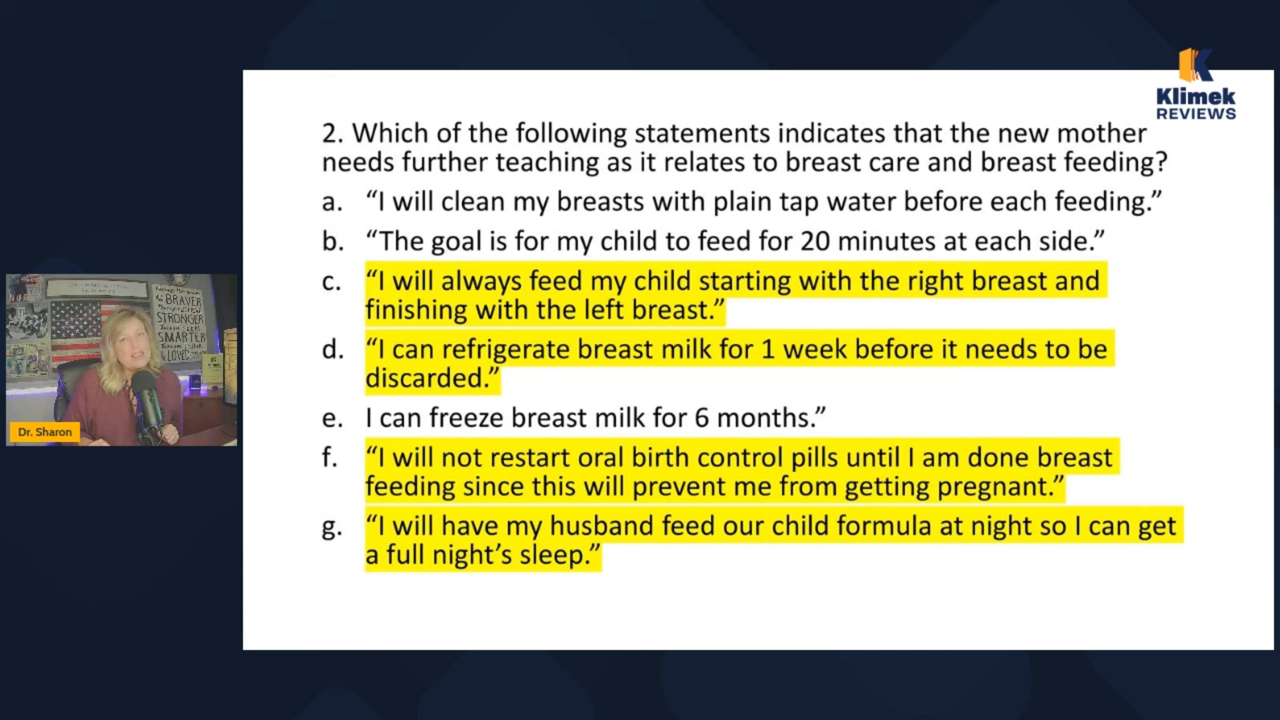 Klimek
REVIEWS
2. Which of the following statements indicates that the new mother
needs further teaching as it relates to breast care and breast feeding?
a. “I will clean my breasts with plain tap water before each feeding.”
b. “The goal is for my child to feed for 20 minutes at each side.”
c. “I will always feed my child starting with the right breast and
finishing with the left breast.”
d. “I can refrigerate breast milk for 1 week before it needs to be
discarded.”
e. I can freeze breast milk for 6 months.”
f. “I will not restart oral birth control pills until I am done breast
feeding since this will prevent me from getting pregnant.”
g. “I will have my husband feed our child formula at night so I can get
a full night’s sleep.”
BRAVER
STRONGER
SMARTER
LOVED
Dr. Sharon